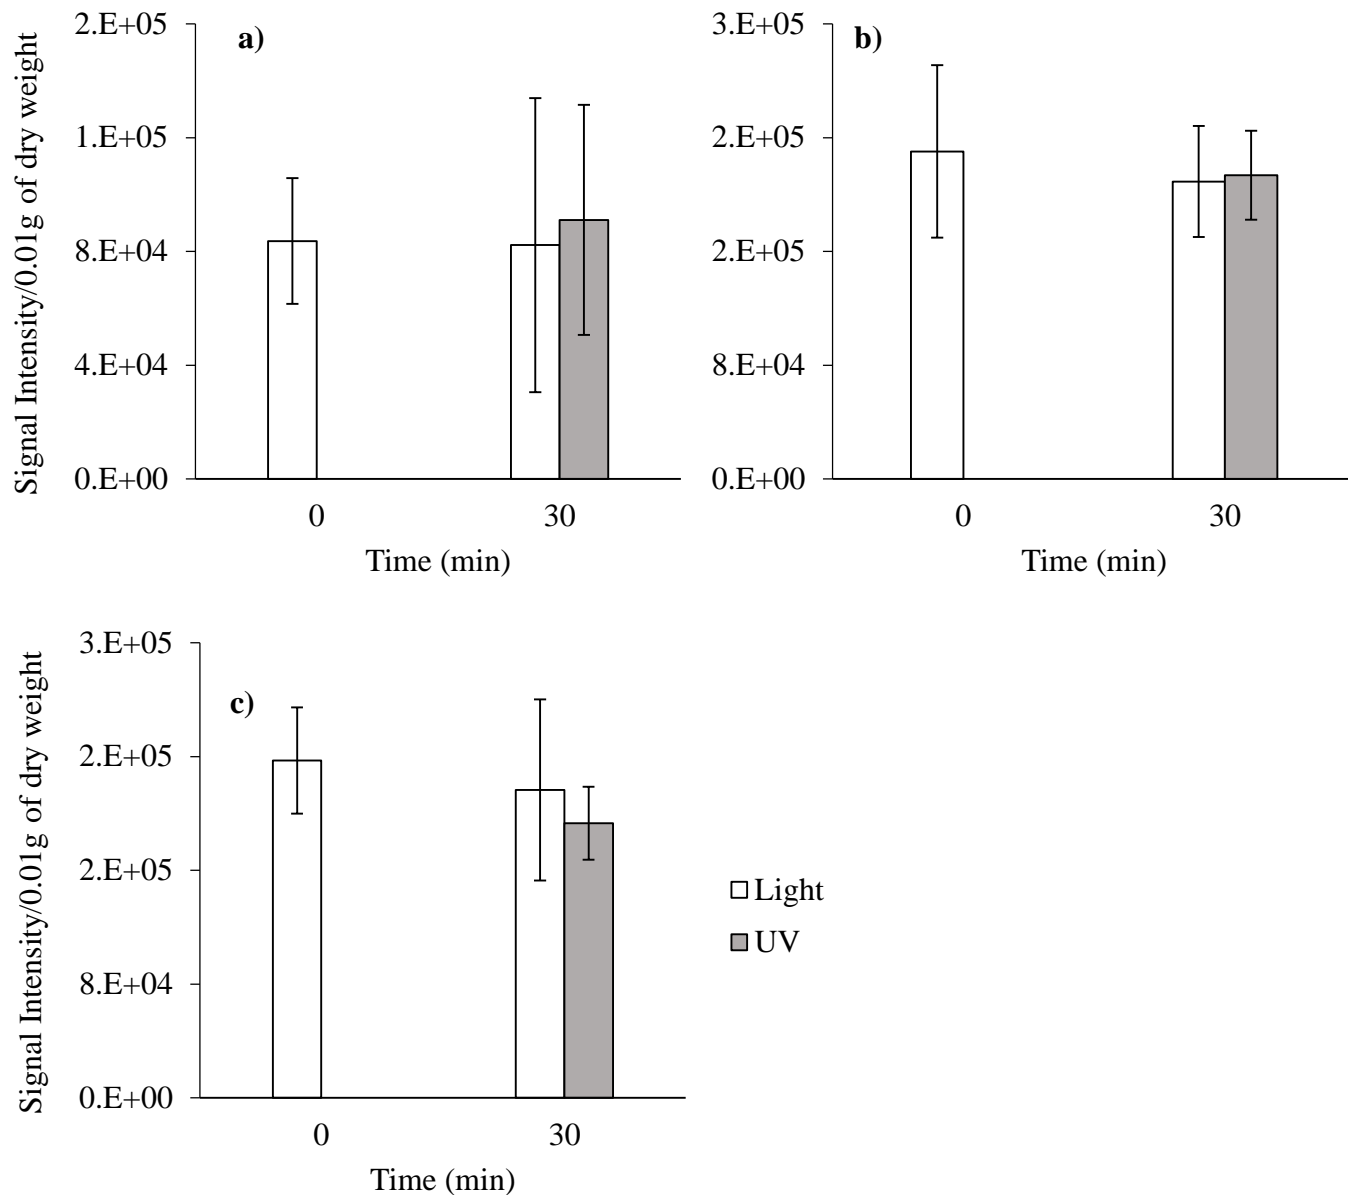 Signal Intensity/0.01g of dry weight
2.E+05
1.E+05
8.E+04
4.E+04
0.E+00
a)
0
30
Time (min)
3.E+05
2.E+05
2.E+05
8.E+04
0.E+00
b)
0
30
Time (min)
Signal Intensity/0.01g of dry weight
3.E+05
2.E+05
2.E+05
8.E+04
0.E+00
c)
0
30
Time (min)
Light
UV